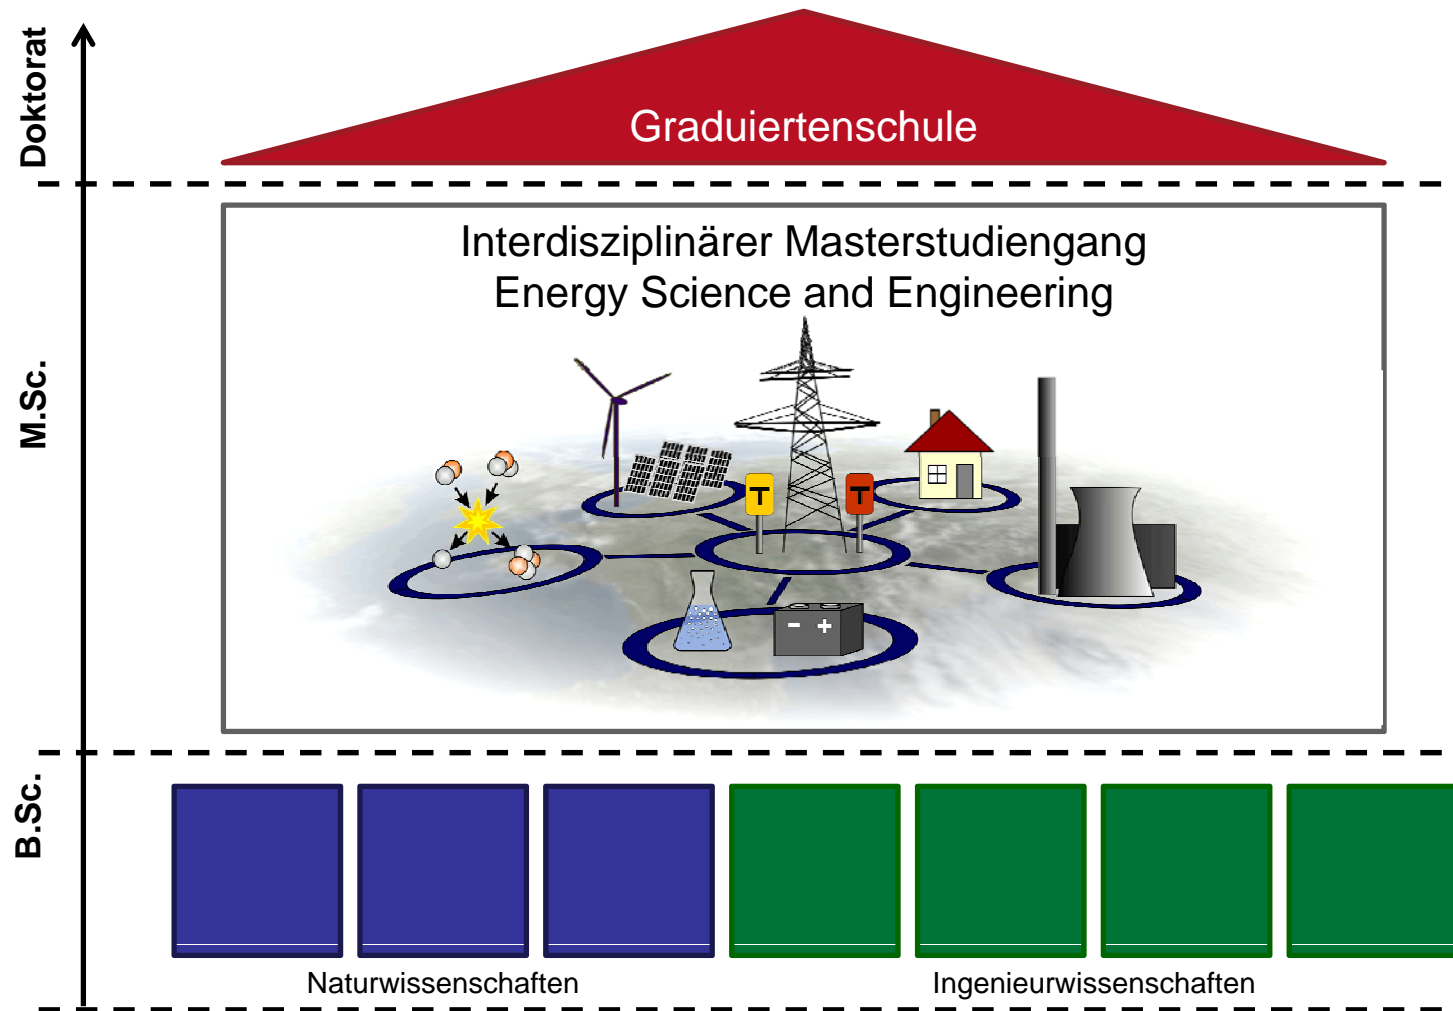 Doktorat
Graduiertenschule
M.Sc.
Interdisziplinärer Masterstudiengang
Energy Science and Engineering
T
T
- +
B.Sc.
Naturwissenschaften
Ingenieurwissenschaften